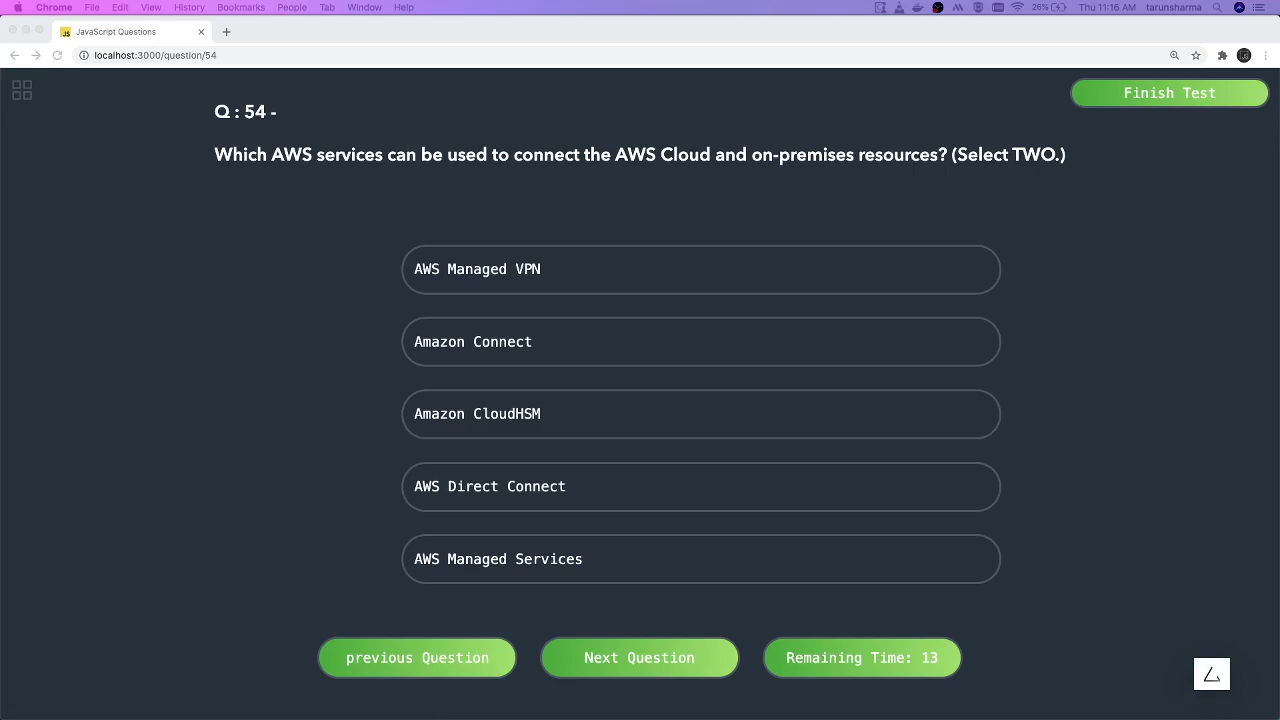 Chrome File Edit View History Bookmarks People Tab Window Help 26% Thu 11:16 AM tarunsharma
JavaScript Questions
localhost:3000/question/54
Finish Test
Q : 54 -
Which AWS services can be used to connect the AWS Cloud and on-premises resources? (Select TWO.)
AWS Managed VPN
Amazon Connect
Amazon CloudHSM
AWS Direct Connect
AWS Managed Services
previous Question Next Question Remaining Time: 13